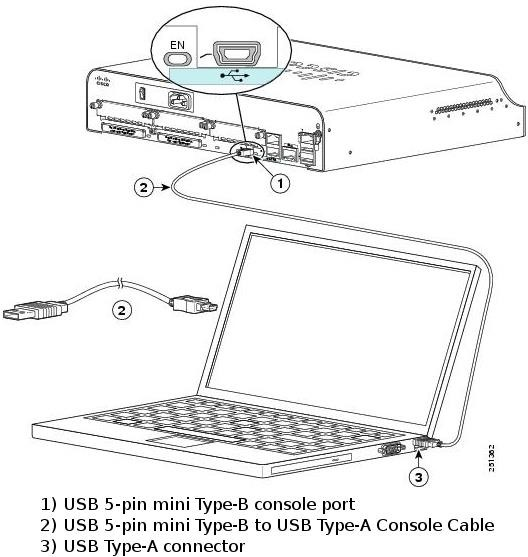 EN
CISCO
1
2
2
3
251362
1) USB 5-pin mini Type-B console port
2) USB 5-pin mini Type-B to USB Type-A Console Cable
3) USB Type-A connector